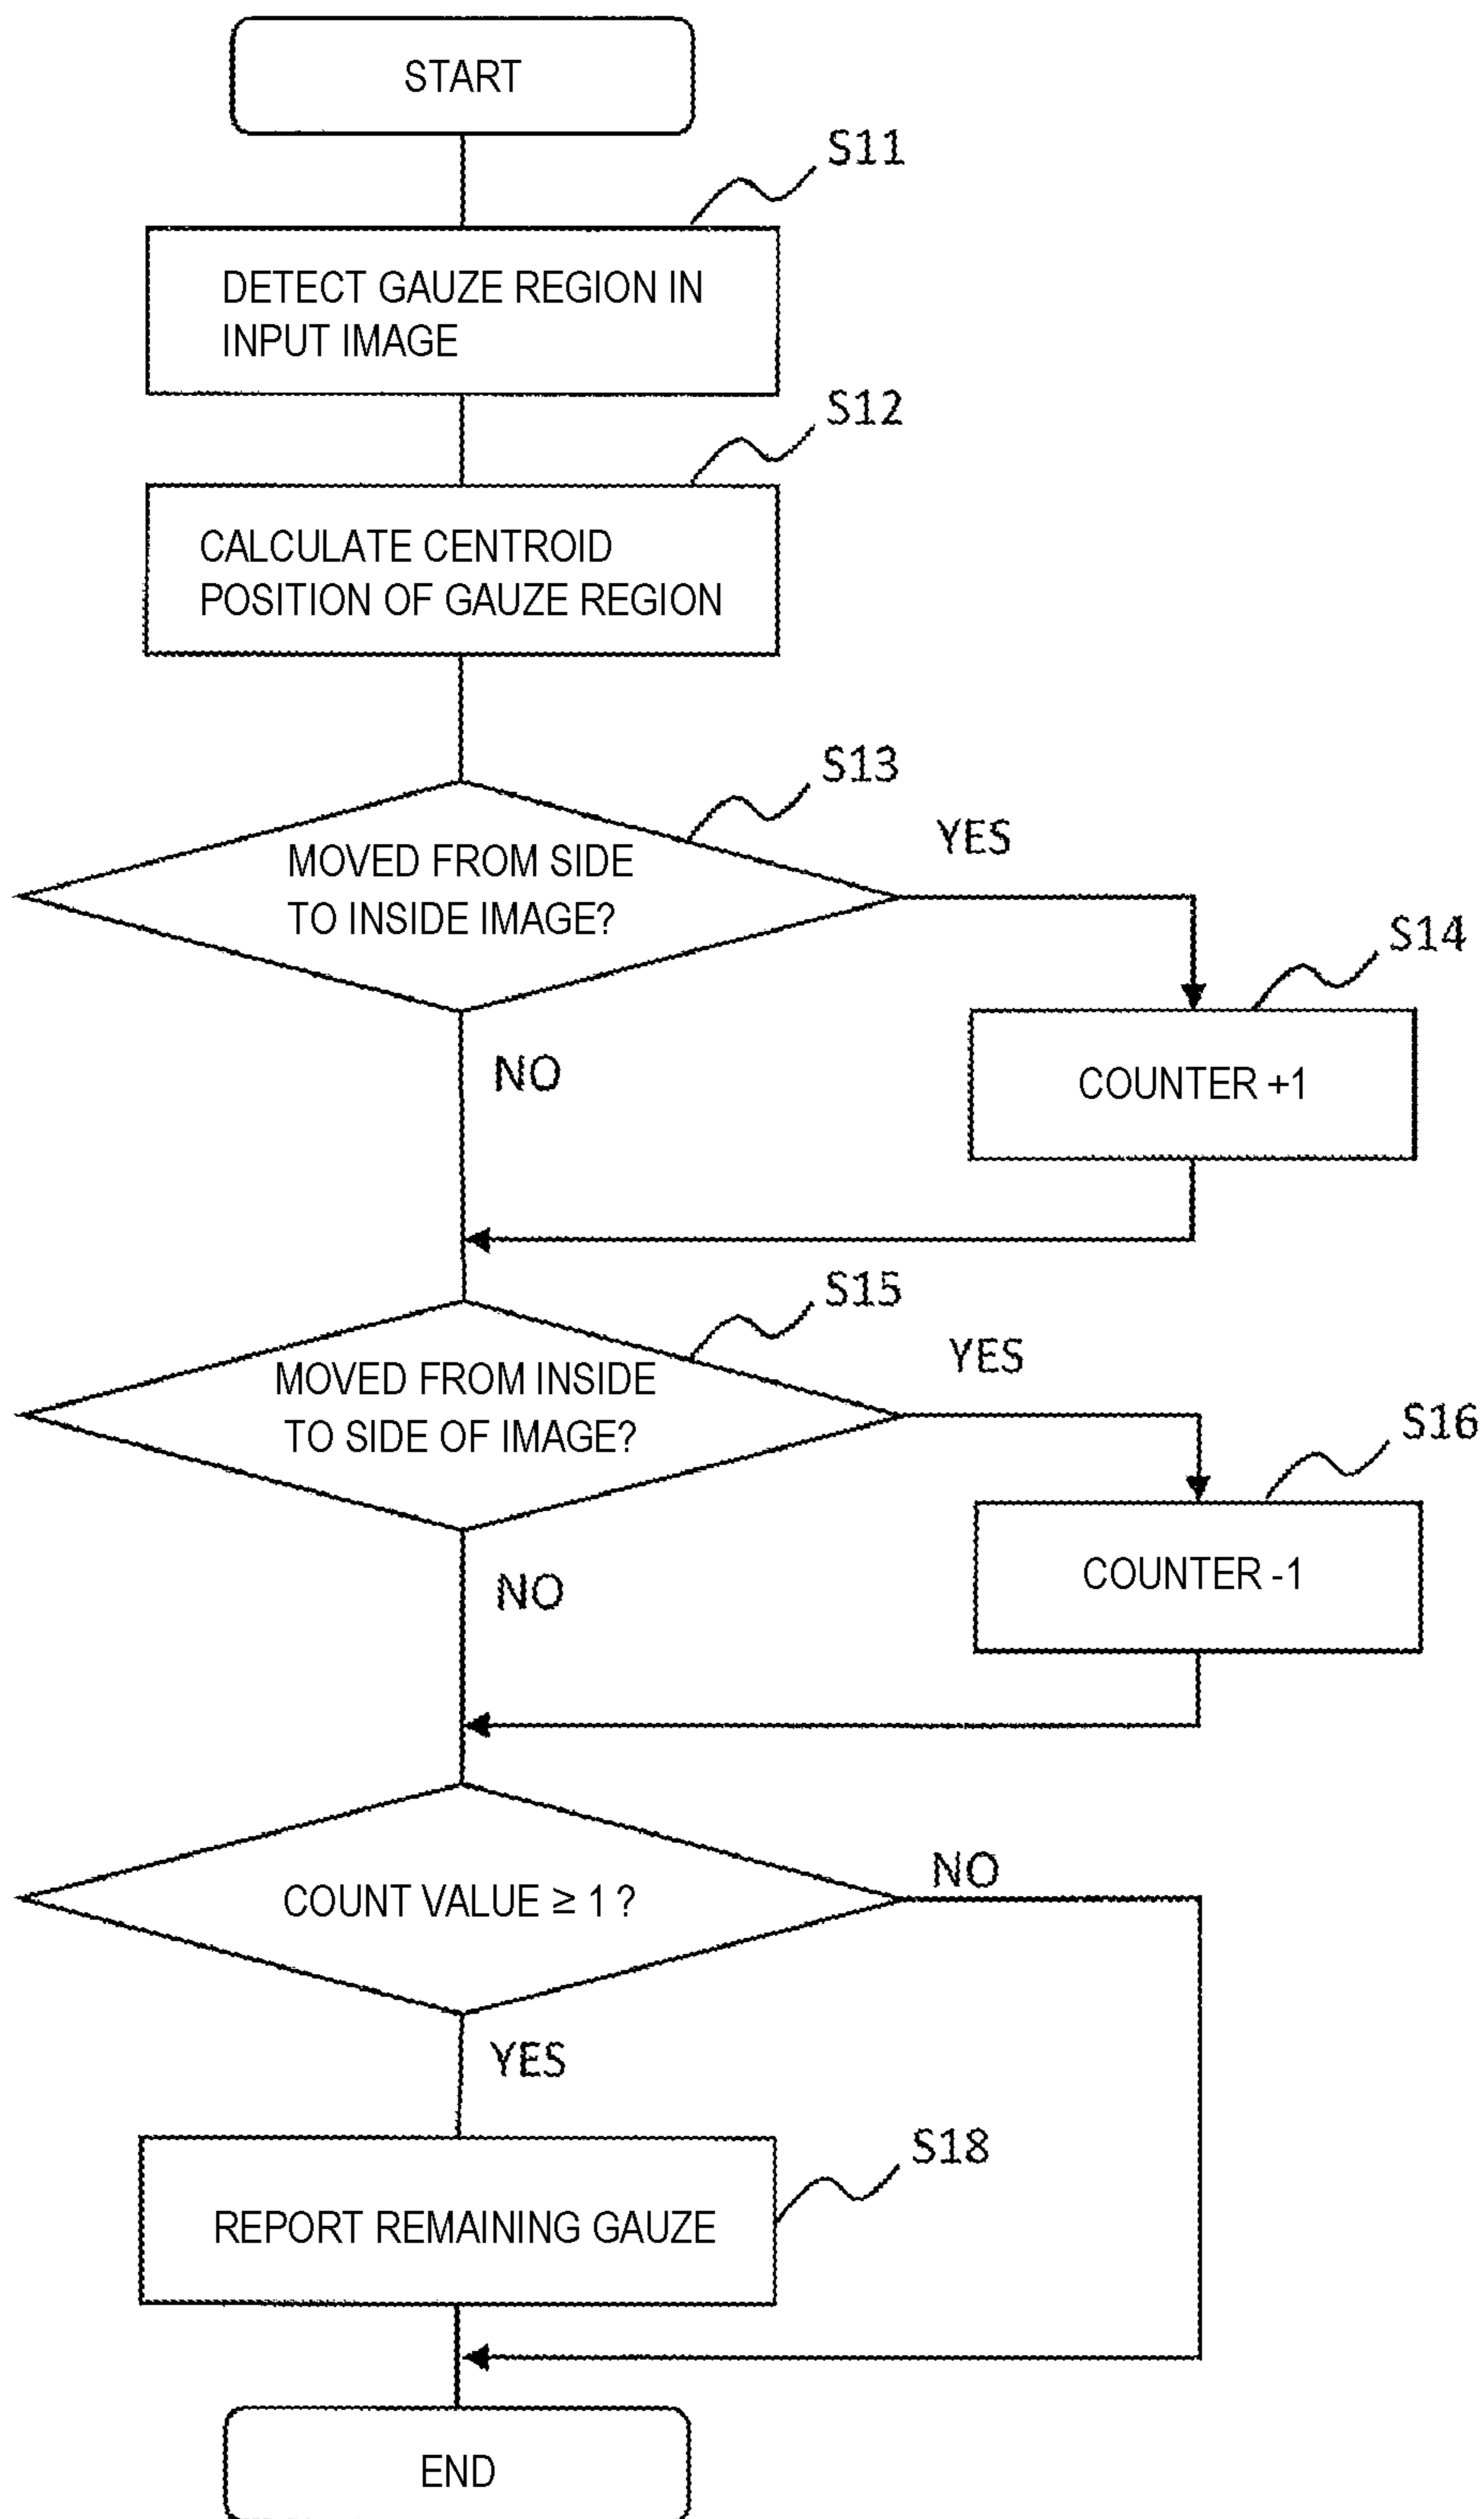 START
S11
DETECT GAUZE REGION IN
INPUT IMAGE
S12
CALCULATE CENTROID
POSITION OF GAUZE REGION
S13
MOVED FROM SIDE
TO INSIDE IMAGE?
YES
S14
COUNTER +1
NO
S15
MOVED FROM INSIDE
TO SIDE OF IMAGE?
YES
S16
COUNTER -1
NO
COUNT VALUE ≥ 1 ?
NO
YES
S18
REPORT REMAINING GAUZE
END